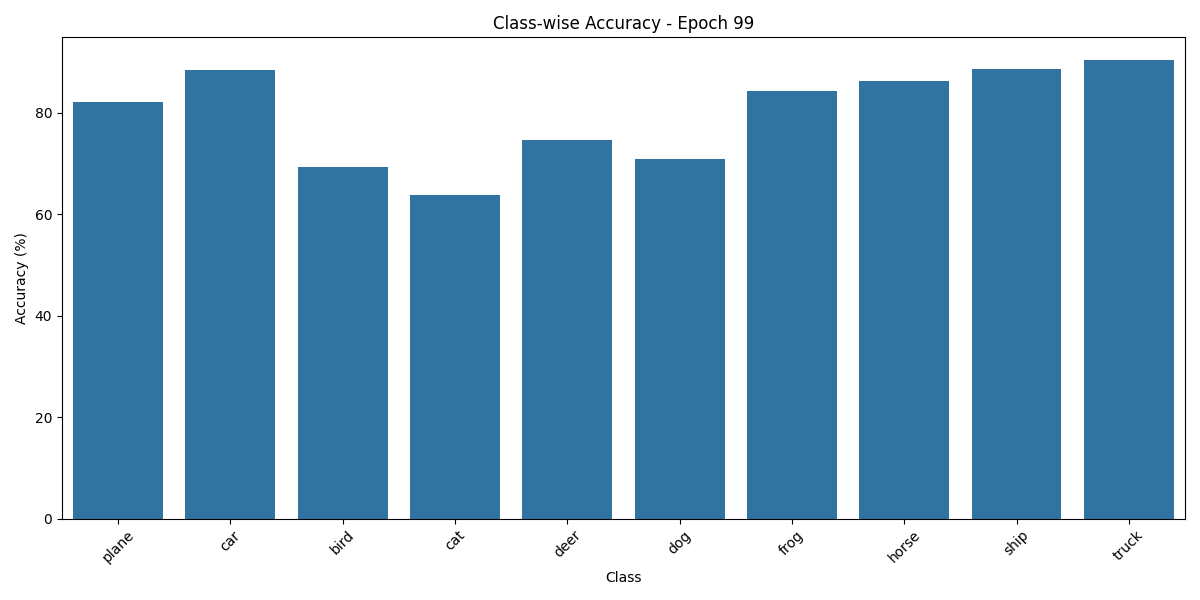 Class-wise Accuracy - Epoch 99
Accuracy (%)
80
60
40
20
0
plane
car
bird
cat
deer
dog
frog
horse
ship
truck
Class